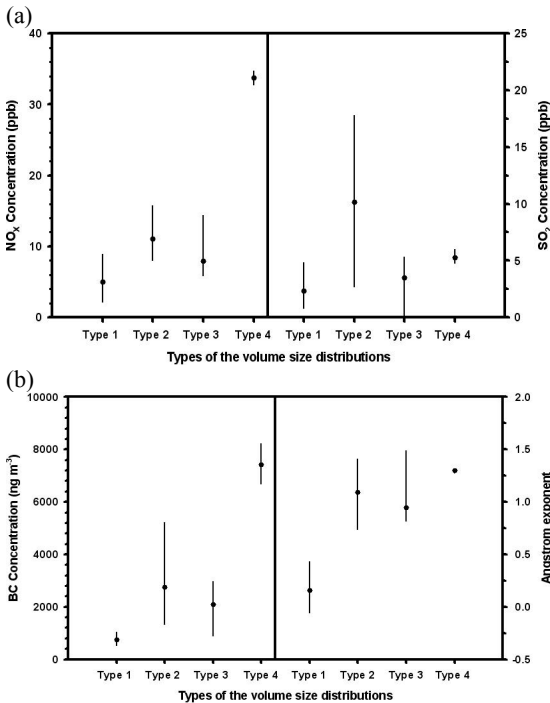 (a)
40
30
20
10
0
NOX Concentration (ppb)
25
20
15
10
5
0
SO2 Concentration (ppb)
Type 1 Type 2 Type 3 Type 4 Type 1 Type 2 Type 3 Type 4
Types of the volume size distributions
(b)
10000
8000
6000
4000
2000
0
BC Concentration (ng m-3)
2.0
1.5
1.0
0.5
0.0
-0.5
Angstrom exponent
Type 1 Type 2 Type 3 Type 4 Type 1 Type 2 Type 3 Type 4
Types of the volume size distributions